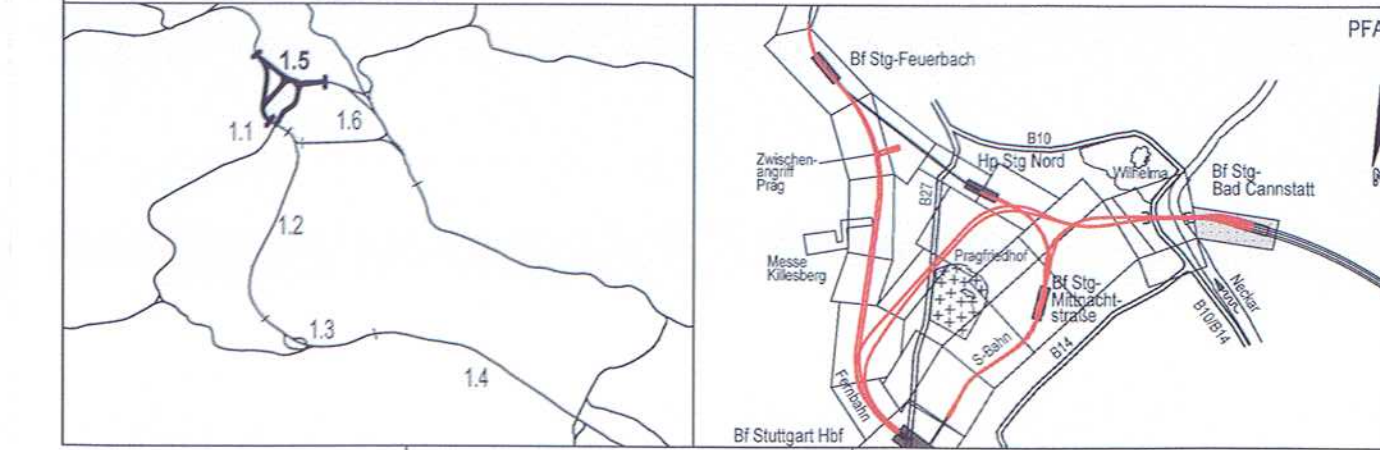 1.5
1.1
1.6
1.2
1.3
1.4
PFA
Bf Stg-Feuerbach
B10
Zwischen-
angriff
Prag
Hp Stg Nord
Wilhelma
Bf Stg-
Bad Cannstatt
B27
Messe
Killesberg
Pragfriedhof
Bf Stg-
Mittnacht-
straße
Neckar
B10/B14
S-Bahn
B14
Fernbahn
Bf Stuttgart Hbf